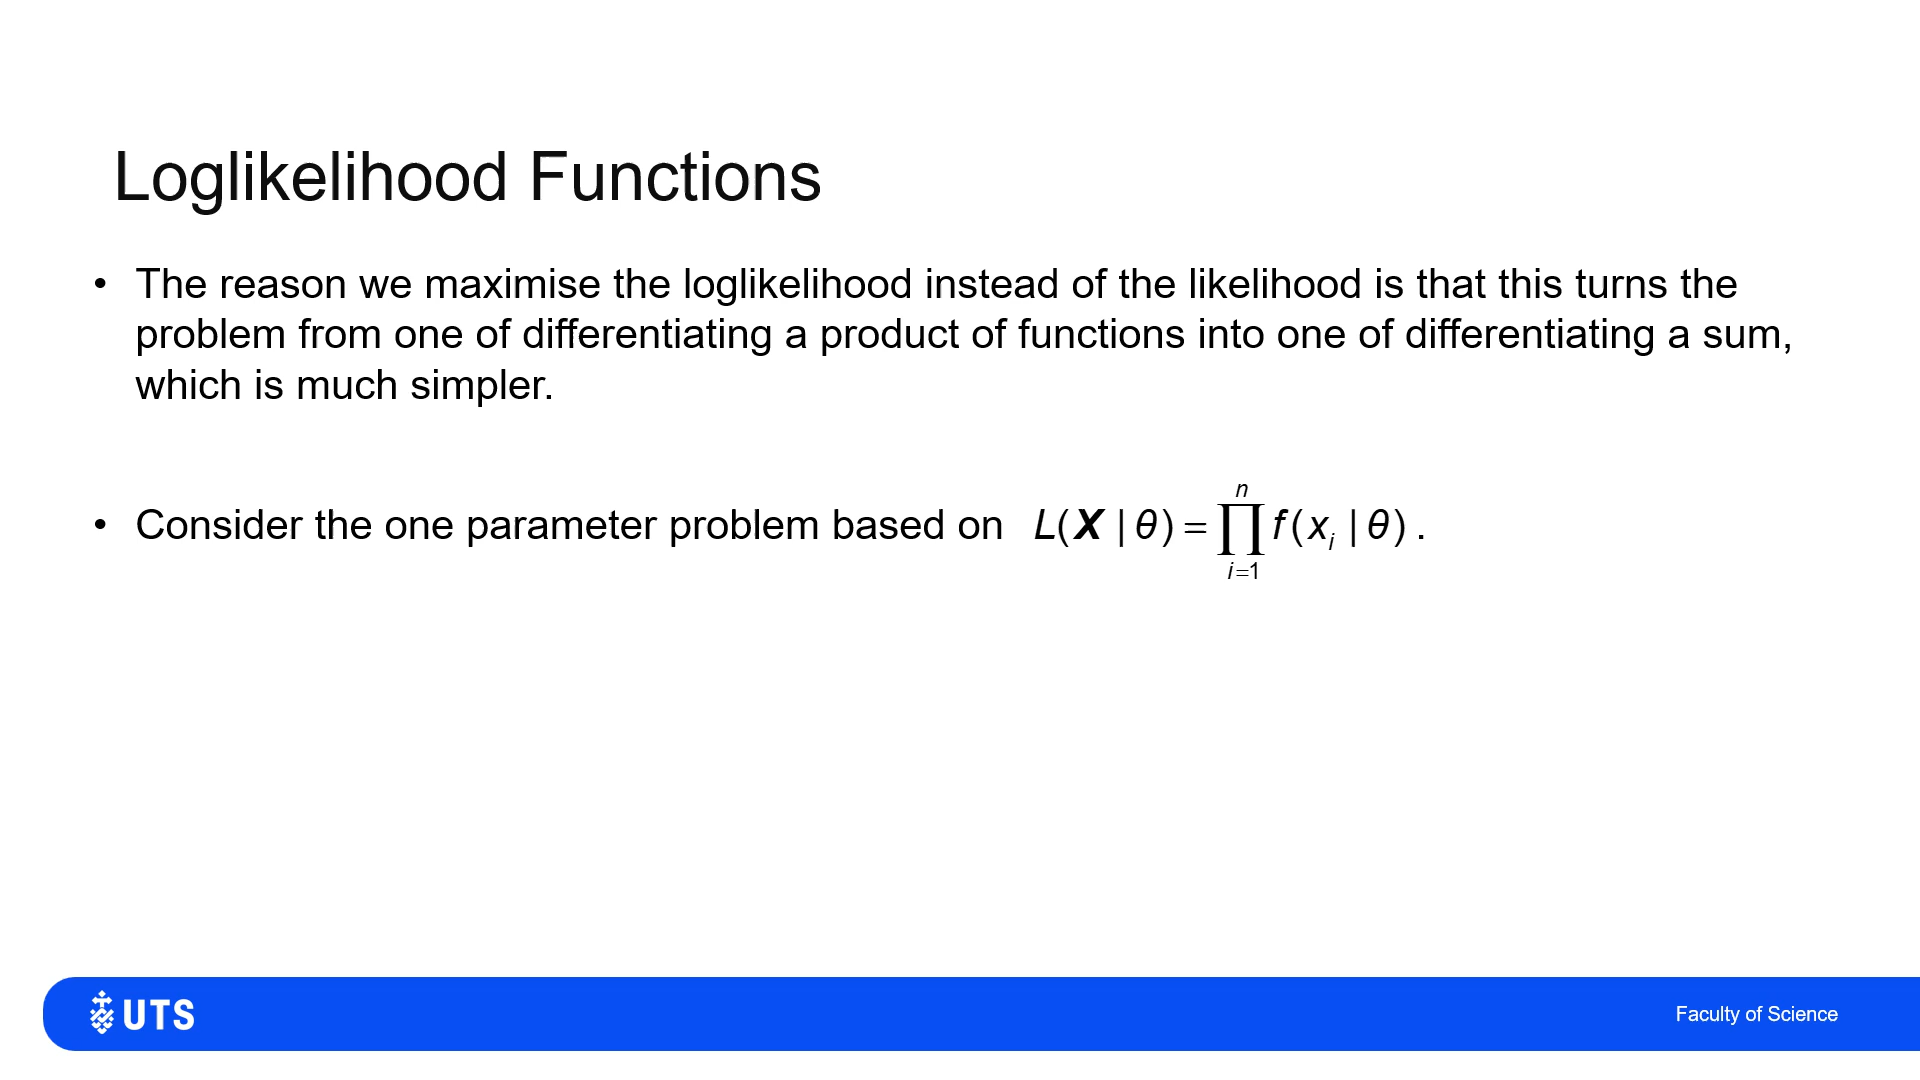 Loglikelihood Functions
• The reason we maximise the loglikelihood instead of the likelihood is that this turns the
problem from one of differentiating a product of functions into one of differentiating a sum,
which is much simpler.
• Consider the one parameter problem based on L(X | θ) = ∏_{i=1}^{n} f(x_i | θ) .
UTS
Faculty of Science